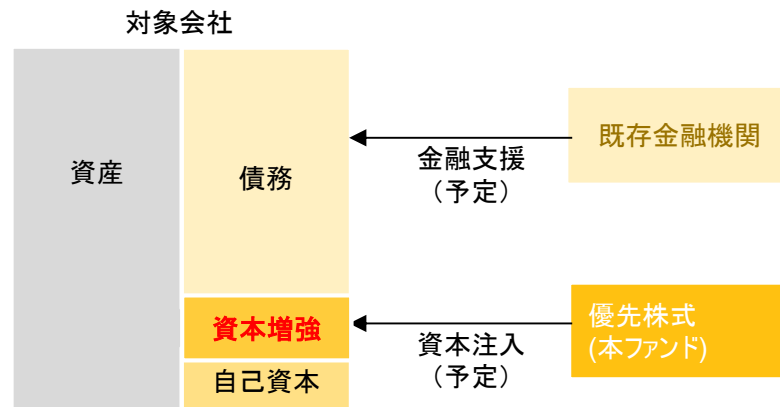 対象会社
資産
債務
資本増強
自己資本
金融支援
（予定）
既存金融機関
資本注入
（予定）
優先株式
(本ファンド)